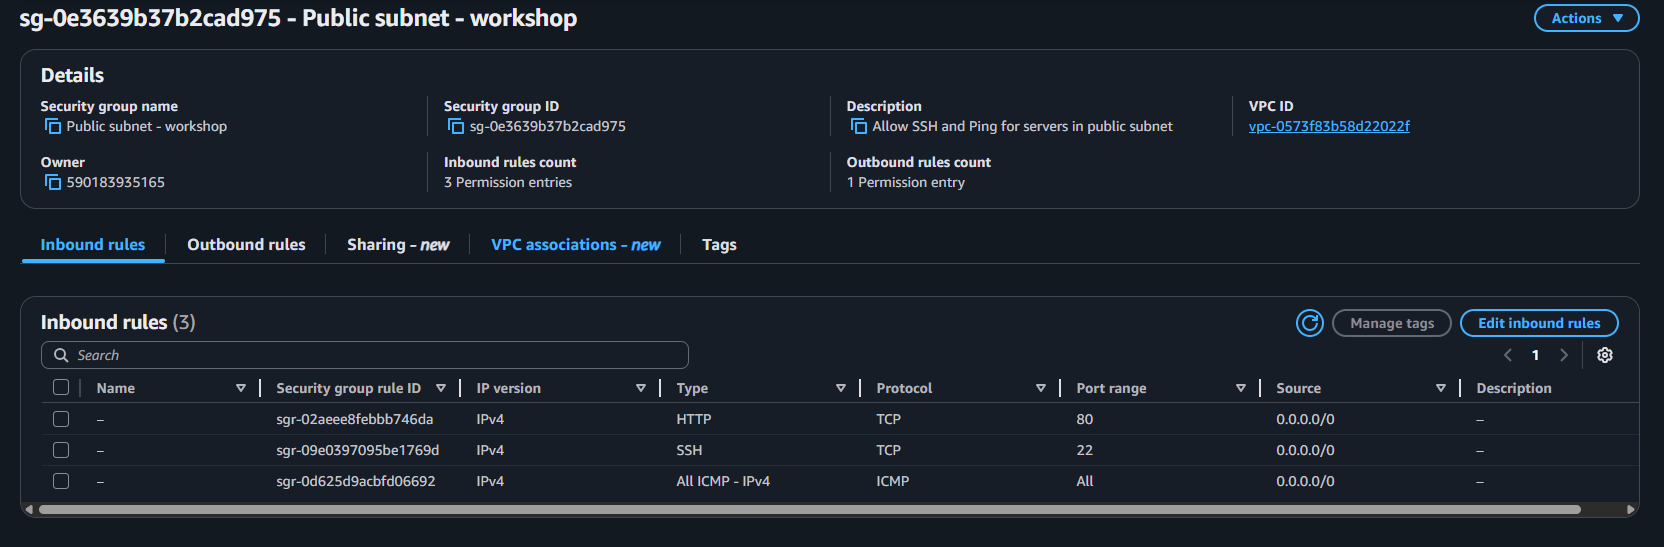 sg-0e3639b37b2cad975 - Public subnet - workshop
Actions
Details
Security group name
Public subnet - workshop
Security group ID
sg-0e3639b37b2cad975
Description
Allow SSH and Ping for servers in public subnet
VPC ID
vpc-0573f83b58d22022f
Owner
590183935165
Inbound rules count
3 Permission entries
Outbound rules count
1 Permission entry
Inbound rules Outbound rules Sharing - new VPC associations - new Tags
Inbound rules (3)
Manage tags Edit inbound rules
Search
1
Name Security group rule ID IP version Type Protocol Port range Source Description
– sgr-02aeee8febbb746da IPv4 HTTP TCP 80 0.0.0.0/0 –
– sgr-09e0397095be1769d IPv4 SSH TCP 22 0.0.0.0/0 –
– sgr-0d625d9acbfd06692 IPv4 All ICMP - IPv4 ICMP All 0.0.0.0/0 –